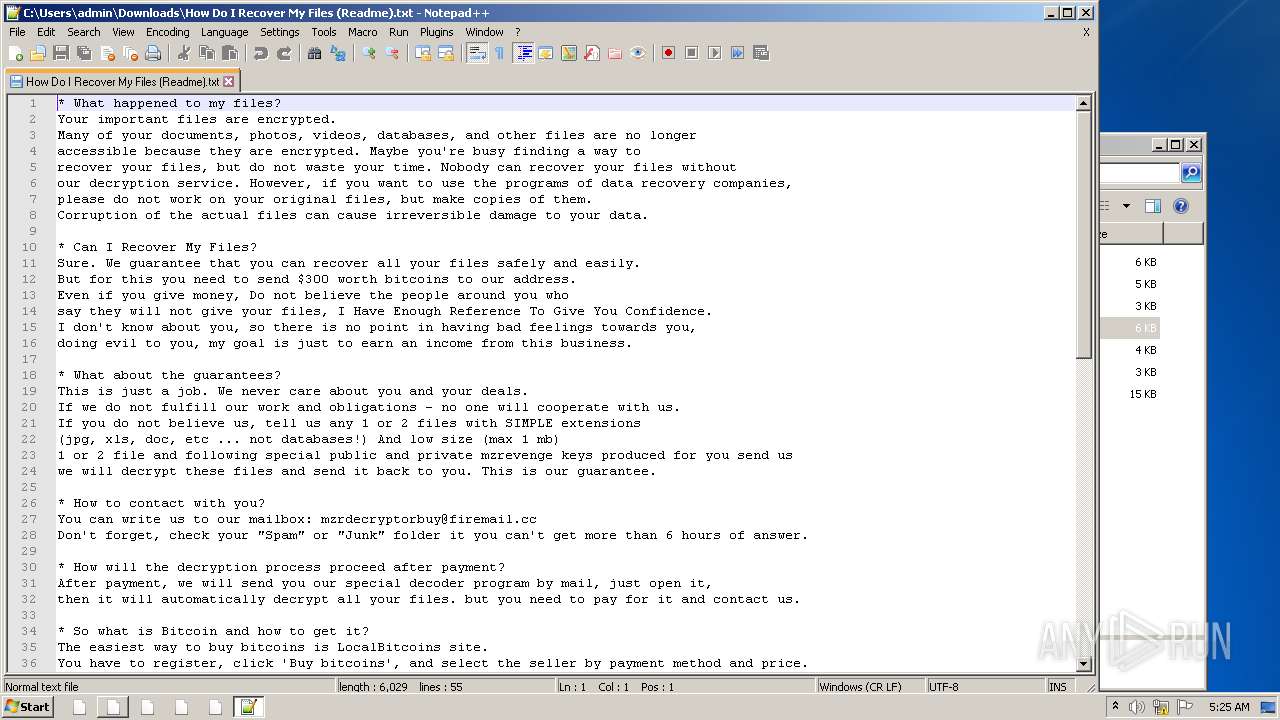 C:\Users\admin\Downloads\How Do I Recover My Files (Readme).txt - Notepad++
File Edit Search View Encoding Language Settings Tools Macro Run Plugins Window ? X
How Do I Recover My Files (Readme).txt
1 * What happened to my files?
2 Your important files are encrypted.
3 Many of your documents, photos, videos, databases, and other files are no longer
4 accessible because they are encrypted. Maybe you're busy finding a way to
5 recover your files, but do not waste your time. Nobody can recover your files without
6 our decryption service. However, if you want to use the programs of data recovery companies,
7 please do not work on your original files, but make copies of them.
8 Corruption of the actual files can cause irreversible damage to your data.
9
10 * Can I Recover My Files?
11 Sure. We guarantee that you can recover all your files safely and easily.
12 But for this you need to send $300 worth bitcoins to our address.
13 Even if you give money, Do not believe the people around you who
14 say they will not give your files, I Have Enough Reference To Give You Confidence.
15 I don't know about you, so there is no point in having bad feelings towards you,
16 doing evil to you, my goal is just to earn an income from this business.
17
18 * What about the guarantees?
19 This is just a job. We never care about you and your deals.
20 If we do not fulfill our work and obligations - no one will cooperate with us.
21 If you do not believe us, tell us any 1 or 2 files with SIMPLE extensions
22 (jpg, xls, doc, etc ... not databases!) And low size (max 1 mb)
23 1 or 2 file and following special public and private mzrevenge keys produced for you send us
24 we will decrypt these files and send it back to you. This is our guarantee.
25
26 * How to contact with you?
27 You can write us to our mailbox: mzrdecryptorbuy@firemail.cc
28 Don't forget, check your "Spam" or "Junk" folder it you can't get more than 6 hours of answer.
29
30 * How will the decryption process proceed after payment?
31 After payment, we will send you our special decoder program by mail, just open it,
32 then it will automatically decrypt all your files. but you need to pay for it and contact us.
33
34 * So what is Bitcoin and how to get it?
35 The easiest way to buy bitcoins is LocalBitcoins site.
36 You have to register, click 'Buy bitcoins', and select the seller by payment method and price.
6 KB
5 KB
3 KB
6 KB
4 KB
3 KB
15 KB
ANY RUN
Normal text file length : 6,029 lines : 55 Ln : 1 Col : 1 Pos : 1 Windows (CR LF) UTF-8 INS
Start 5:25 AM